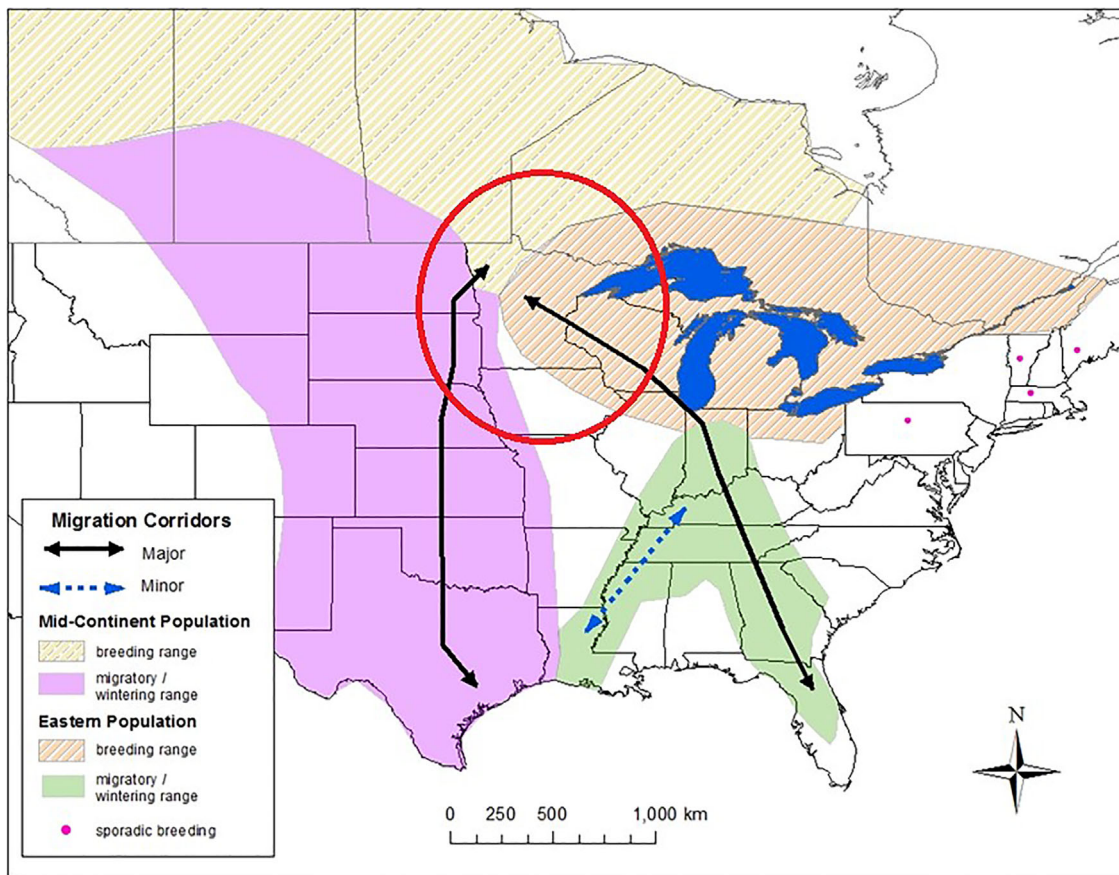 Migration Corridors
Major
Minor
Mid-Continent Population
breeding range
migratory /
wintering range
Eastern Population
breeding range
migratory /
wintering range
sporadic breeding
0 250 500 1,000 km
N